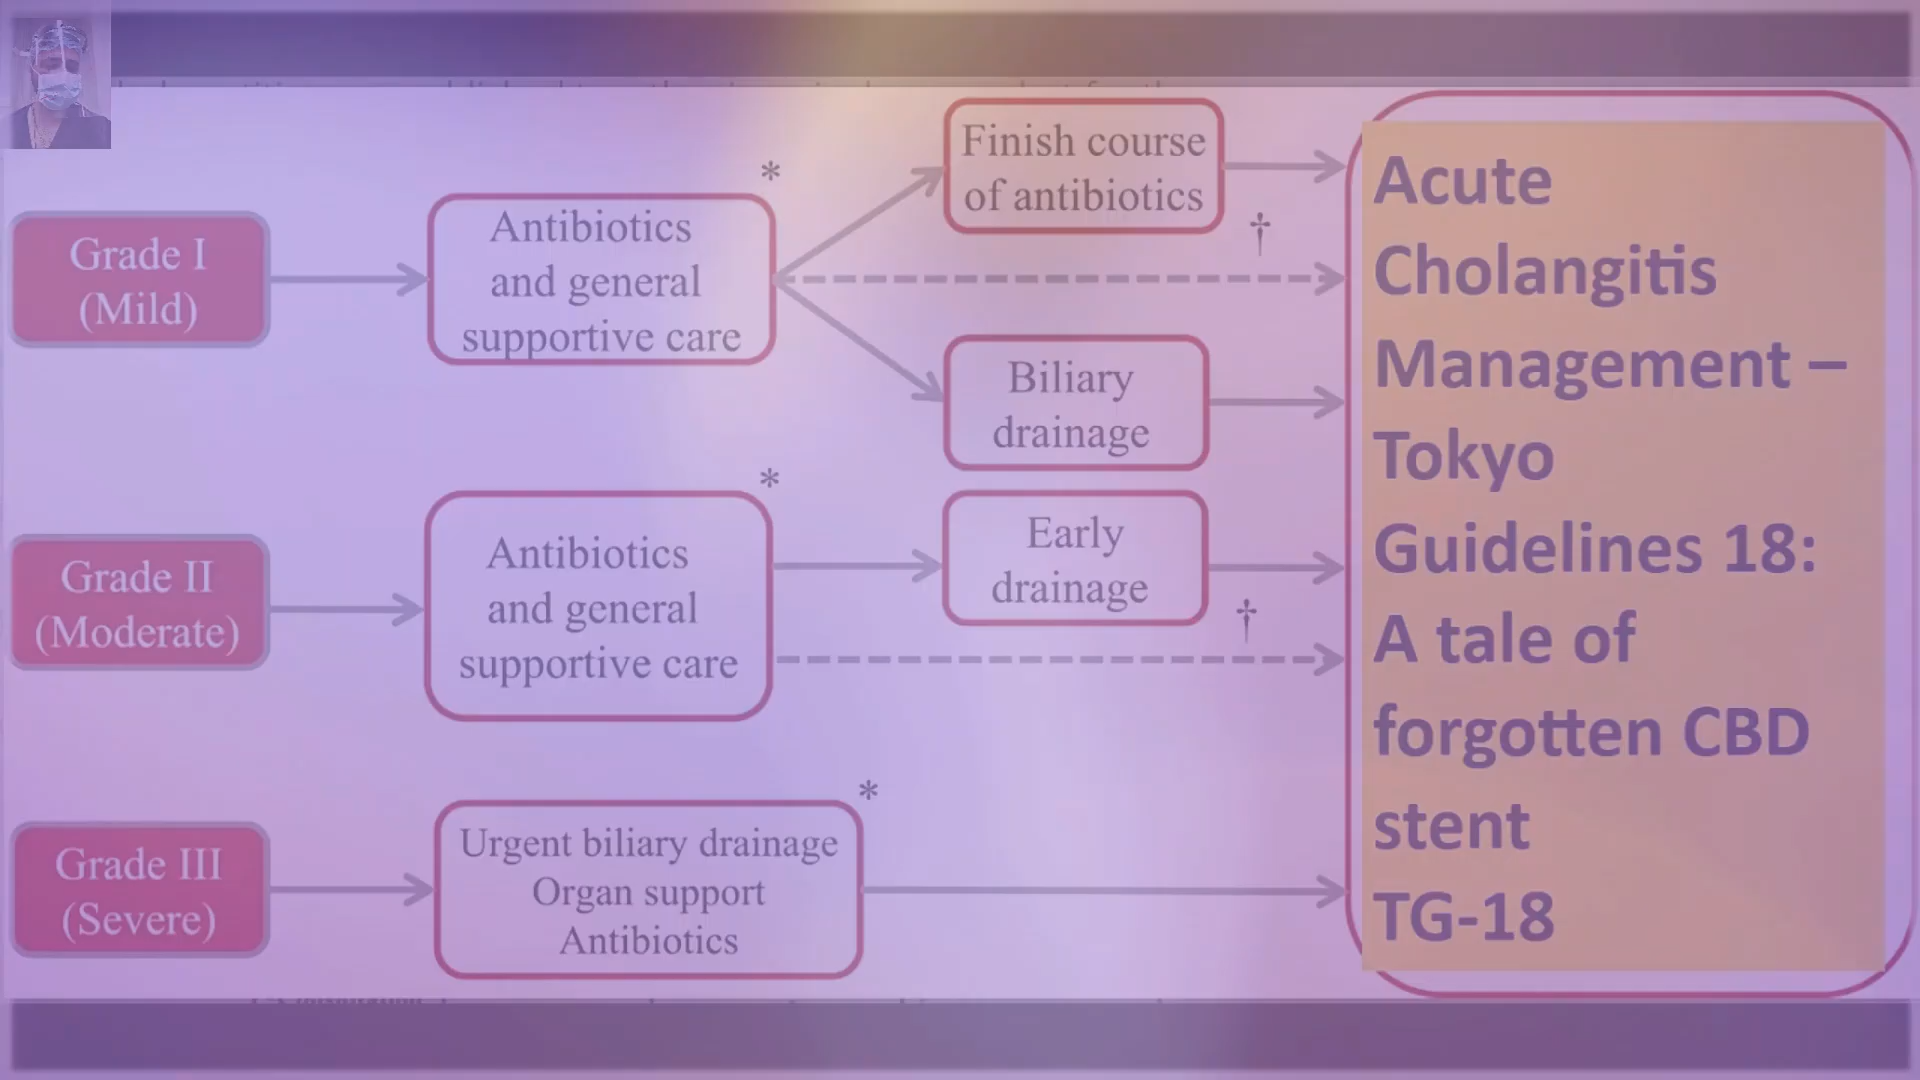 Grade I
(Mild)
*
Antibiotics
and general
supportive care
Finish course
of antibiotics
†
Biliary
drainage
Grade II
(Moderate)
*
Antibiotics
and general
supportive care
Early
drainage
†
Grade III
(Severe)
*
Urgent biliary drainage
Organ support
Antibiotics
Acute
Cholangitis
Management –
Tokyo
Guidelines 18:
A tale of
forgotten CBD
stent
TG-18